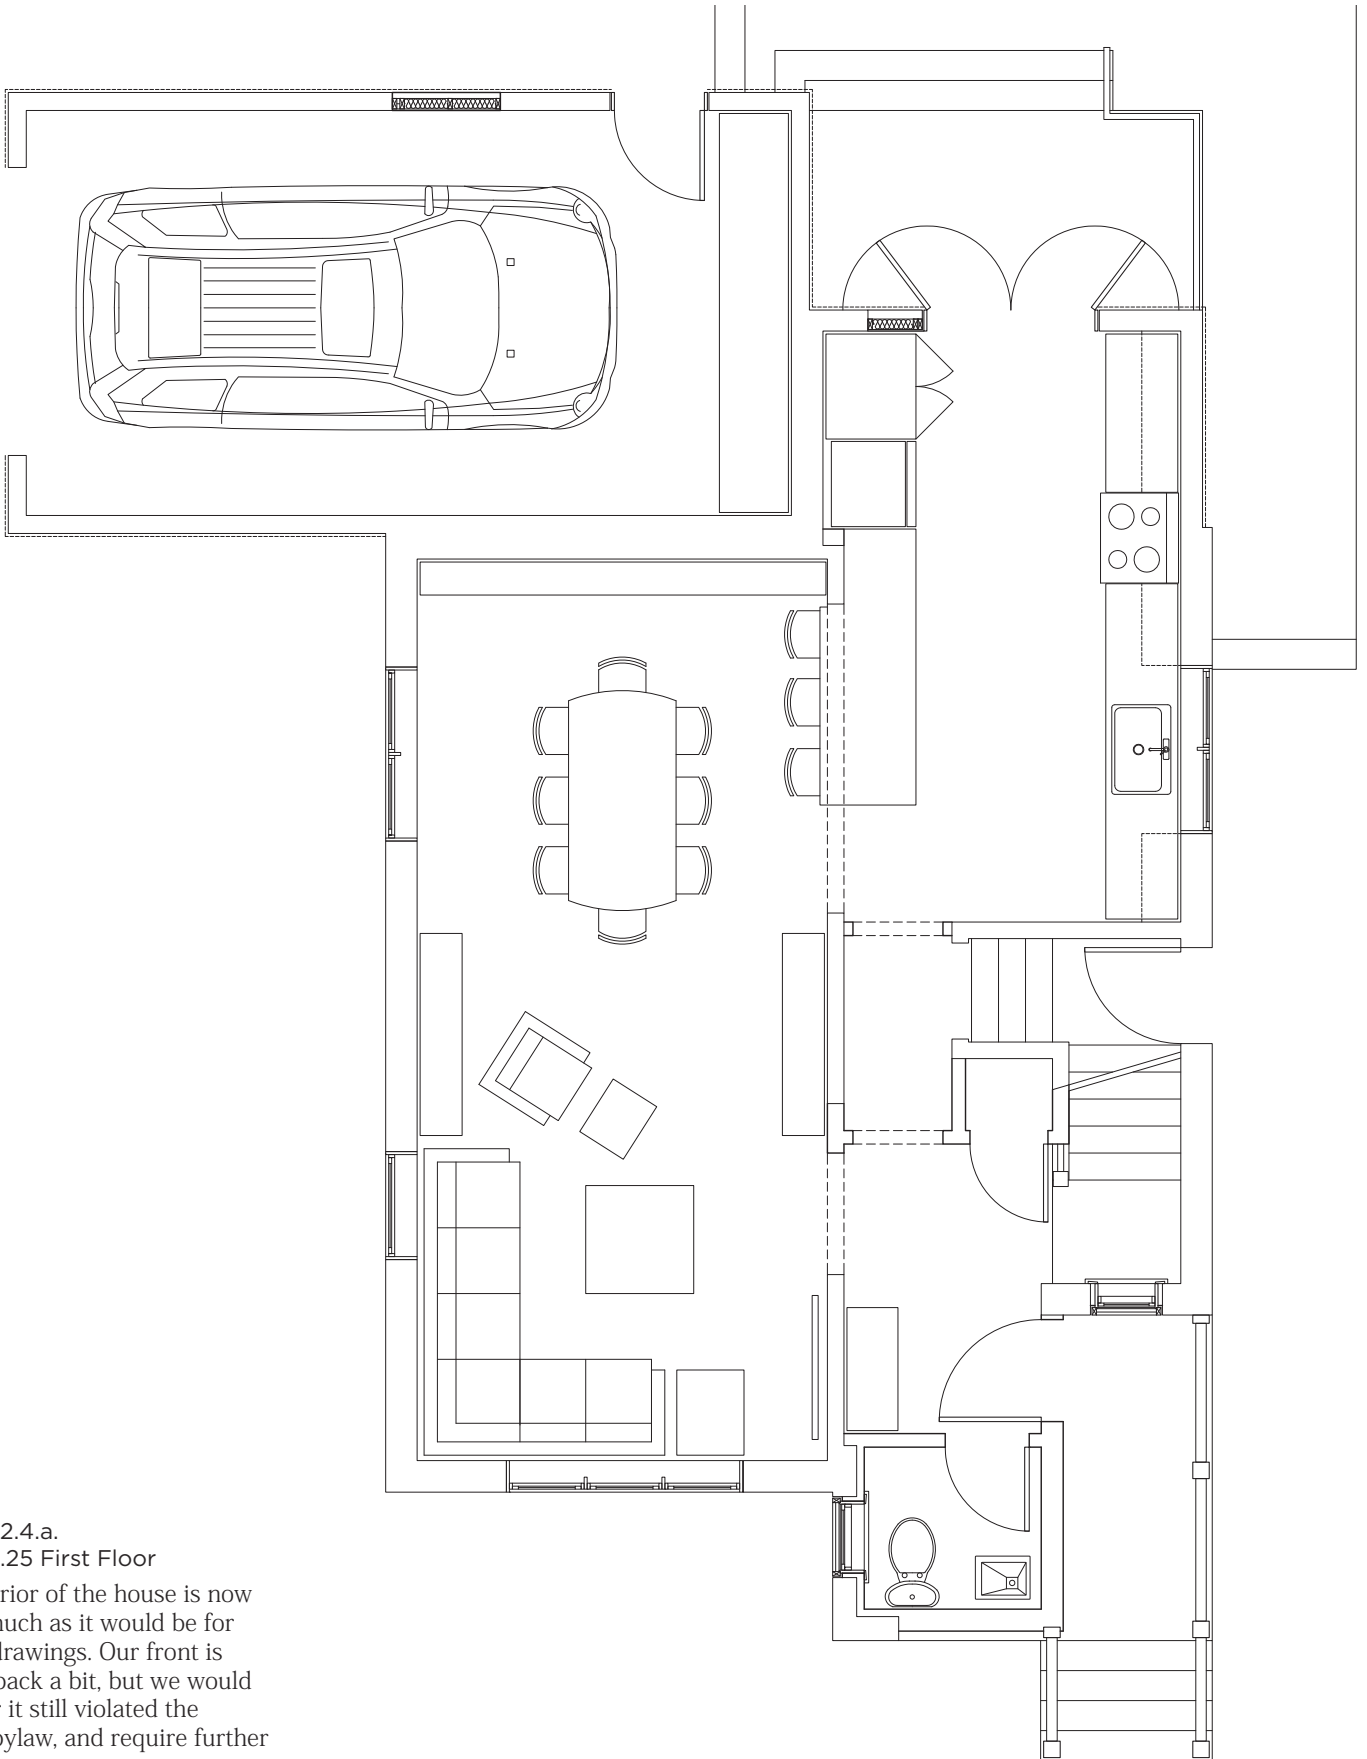 2.4.a.
.25 First Floor
rior of the house is now
much as it would be for
drawings. Our front is
back a bit, but we would
it still violated the
bylaw, and require further